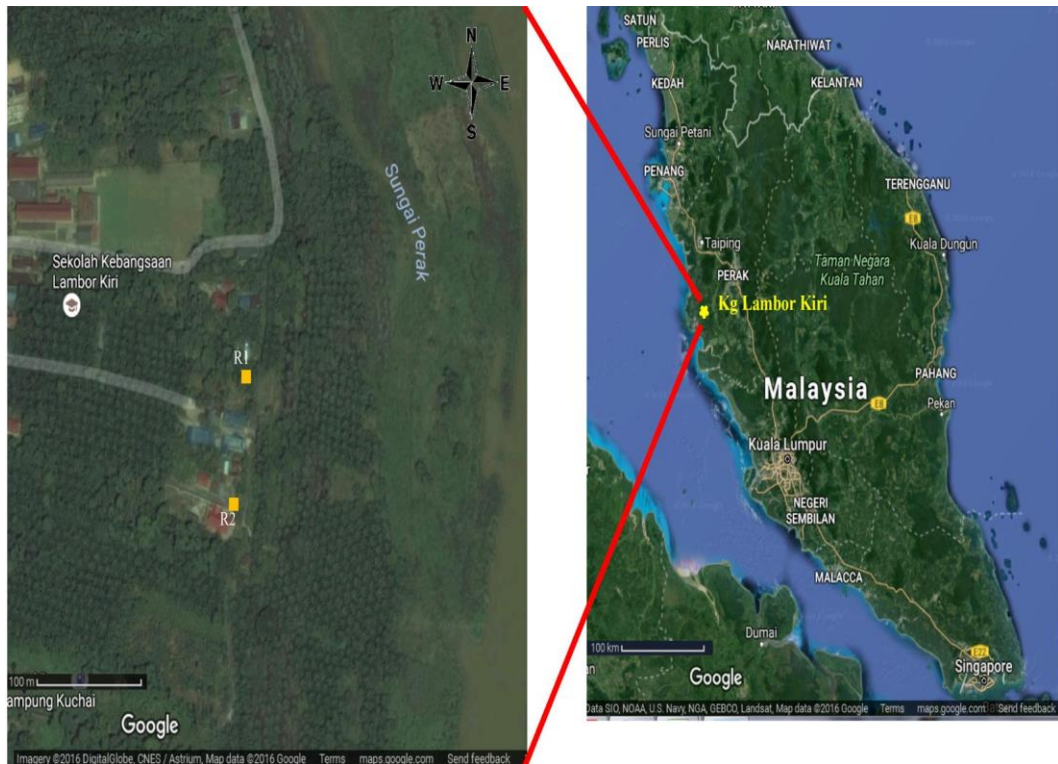 N
W E
S
Sungai Perak
Sekolah Kebangsaan
Lambor Kiri
R1
R2
100 m
ampung Kuchai
Google
Imagery ©2016 DigitalGlobe, CNES / Astrium, Map data ©2016 Google Terms maps.google.com Send feedback
SATUN
PERLIS
NARATHIWAT
KEDAH
KELANTAN
Sungai Petani
PENANG
TERENGGANU
E8
Taiping
Kuala Dungun
PERAK
Taman Negara
Kuala Tahan
Kg Lambor Kiri
PAHANG
Malaysia
E8
Pekan
Kuala Lumpur
NEGERI
SEMBILAN
MALACCA
Dumai
100 km
E22
Singapore
Google
Data SIO, NOAA, U.S. Navy, NGA, GEBCO, Landsat, Map data ©2016 Google Terms maps.google.com Send feedback